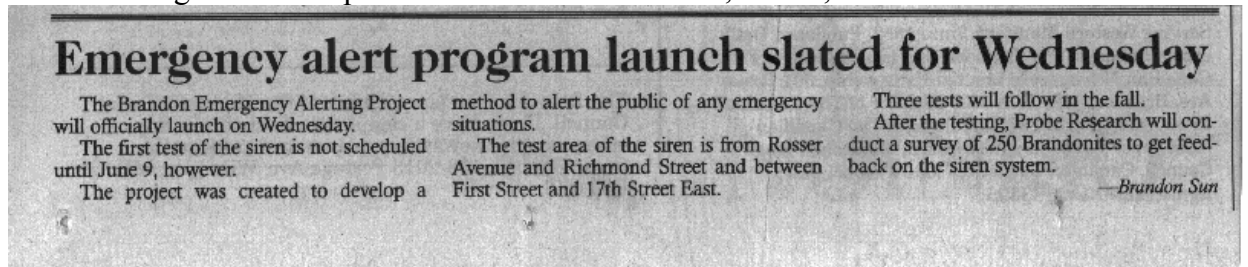 Emergency alert program launch slated for Wednesday
The Brandon Emergency Alerting Project
will officially launch on Wednesday.
The first test of the siren is not scheduled
until June 9, however.
The project was created to develop a
method to alert the public of any emergency
situations.
The test area of the siren is from Rosser
Avenue and Richmond Street and between
First Street and 17th Street East.
Three tests will follow in the fall.
After the testing, Probe Research will con-
duct a survey of 250 Brandonites to get feed-
back on the siren system.
—Brandon Sun